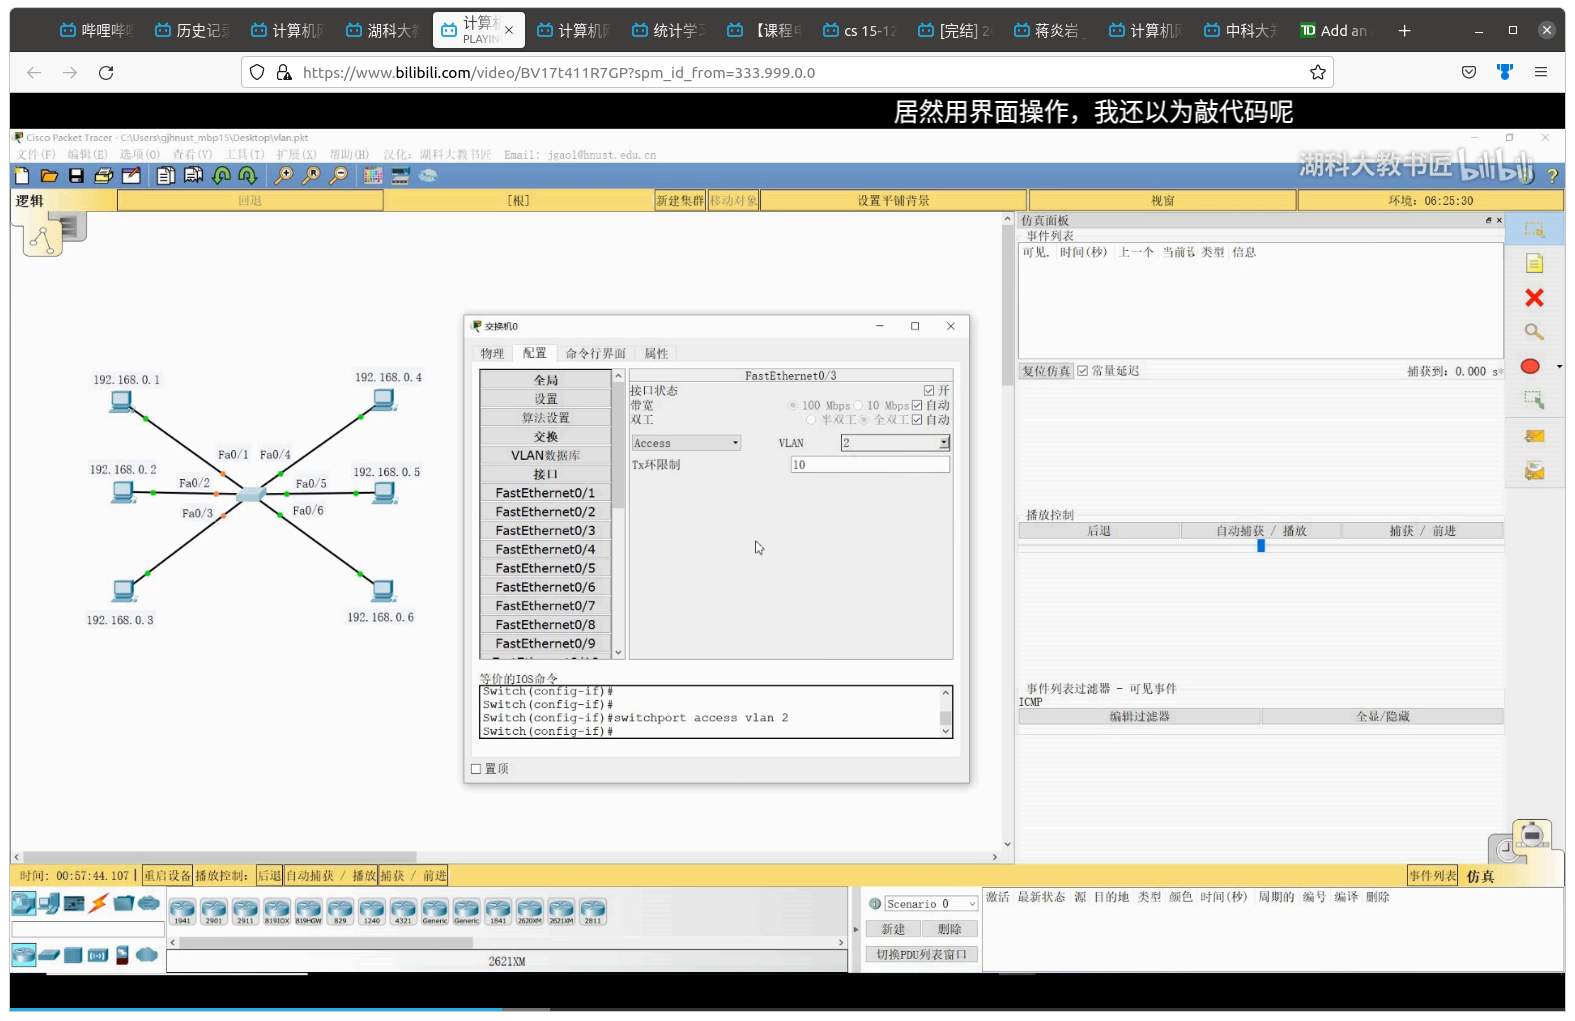 哔哩哔哩
历史记录
计算机网
湖科大教
计算机
PLAYING
计算机网
统计学习
【课程
cs 15-12
[完结] 2
蒋炎岩
计算机
中科大
Add an
https://www.bilibili.com/video/BV17t411R7GP?spm_id_from=333.999.0.0
居然用界面操作，我还以为敲代码呢
Cisco Packet Tracer - C:\Users\gjhnust_mbp15\Desktop\vlan.pkt
文件(F) 编辑(E) 选项(O) 查看(V) 工具(T) 扩展(X) 帮助(H) 汉化：湖科大教书匠 Email: jgaol@hnust.edu.cn
湖科大教书匠 bilibili
逻辑 回退 [根] 新建集群 移动对象 设置平铺背景 视窗 环境：06:25:30
仿真面板
事件列表
可见. 时间(秒) 上一个 当前设 类型 信息
复位仿真 常量延迟 捕获到：0.000 s*
播放控制
后退 自动捕获 / 播放 捕获 / 前进
事件列表过滤器 - 可见事件
ICMP
编辑过滤器 全显/隐藏
192.168.0.1
192.168.0.4
Fa0/1 Fa0/4
192.168.0.2
192.168.0.5
Fa0/2
Fa0/5
Fa0/3
Fa0/6
192.168.0.3
192.168.0.6
交换机0
物理 配置 命令行界面 属性
全局
设置
算法设置
交换
VLAN数据库
接口
FastEthernet0/1
FastEthernet0/2
FastEthernet0/3
FastEthernet0/4
FastEthernet0/5
FastEthernet0/6
FastEthernet0/7
FastEthernet0/8
FastEthernet0/9
FastEthernet0/3
接口状态 开
带宽 100 Mbps 10 Mbps 自动
双工 半双工 全双工 自动
Access VLAN 2
Tx环限制 10
等价的IOS命令
Switch(config-if)#
Switch(config-if)#
Switch(config-if)#switchport access vlan 2
Switch(config-if)#
置顶
时间: 00:57:44.107 重启设备 播放控制: 后退 自动捕获 / 播放 捕获 / 前进
事件列表 仿真
1941 2901 2911 819IOX 819HGW 829 1240 4321 Generic Generic 1841 2620XM 2621XM 2811
2621XM
Scenario 0
新建 删除
切换PDU列表窗口
激活 最新状态 源 目的地 类型 颜色 时间(秒) 周期的 编号 编译 删除